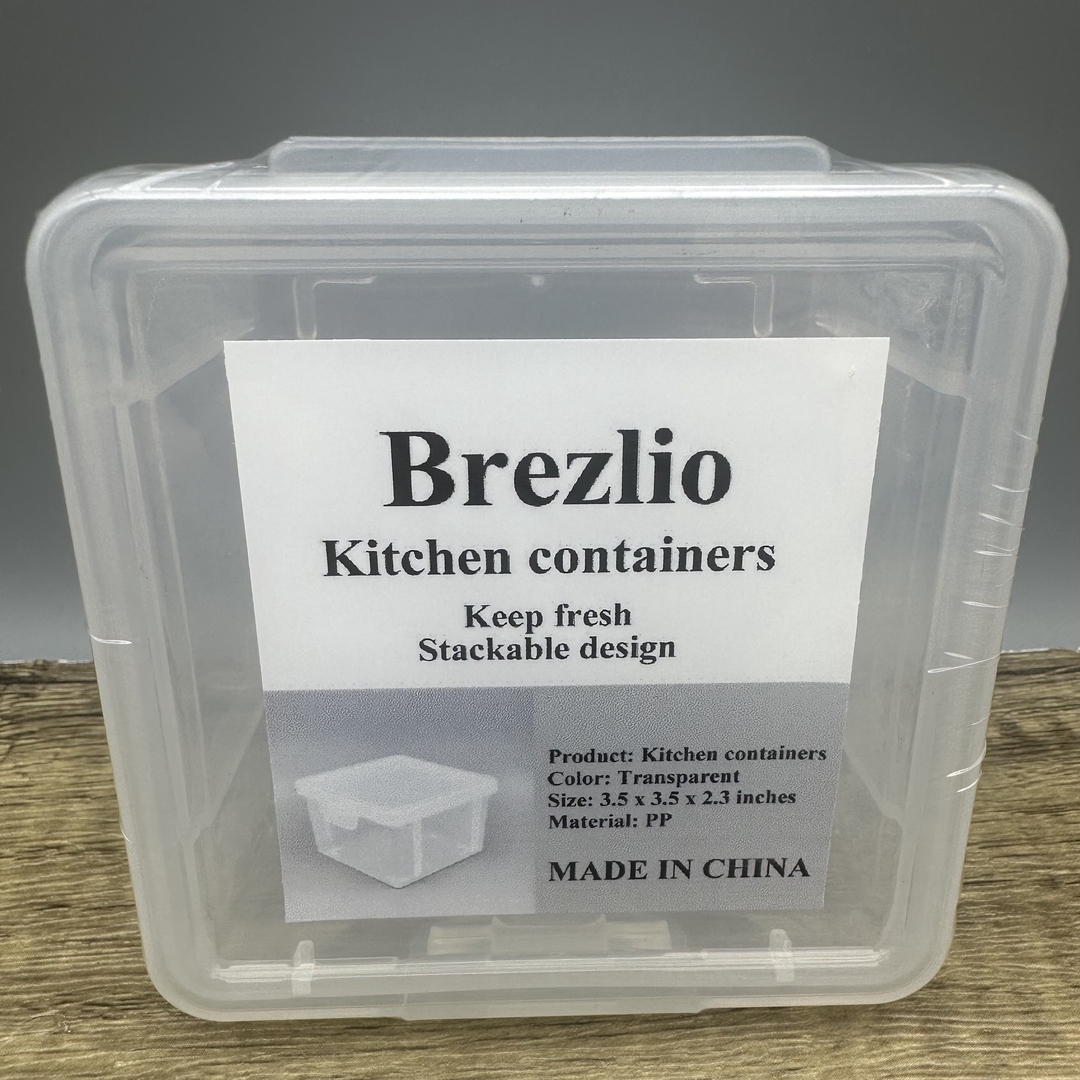 Brezlio
Kitchen containers
Keep fresh
Stackable design
Product: Kitchen containers
Color: Transparent
Size: 3.5 x 3.5 x 2.3 inches
Material: PP
MADE IN CHINA